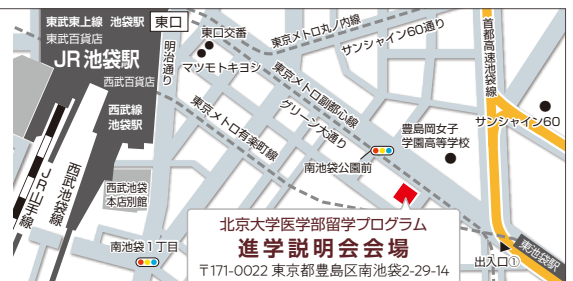 東武東上線 池袋駅
東武百貨店
JR池袋駅
西武百貨店
西武線
池袋駅
東口
明治通り
東口交番
マツモトキヨシ
東京メトロ丸ノ内線
サンシャイン60通り
首都高速池袋線
東京メトロ副都心線
グリーン大通り
東京メトロ有楽町線
豊島岡女子
学園高等学校
サンシャイン60
南池袋公園前
西武池袋線
JR山手線
西武池袋
本店別館
南池袋1丁目
北京大学医学部留学プログラム
進学説明会会場
〒171-0022 東京都豊島区南池袋2-29-14
出入口①
東池袋駅